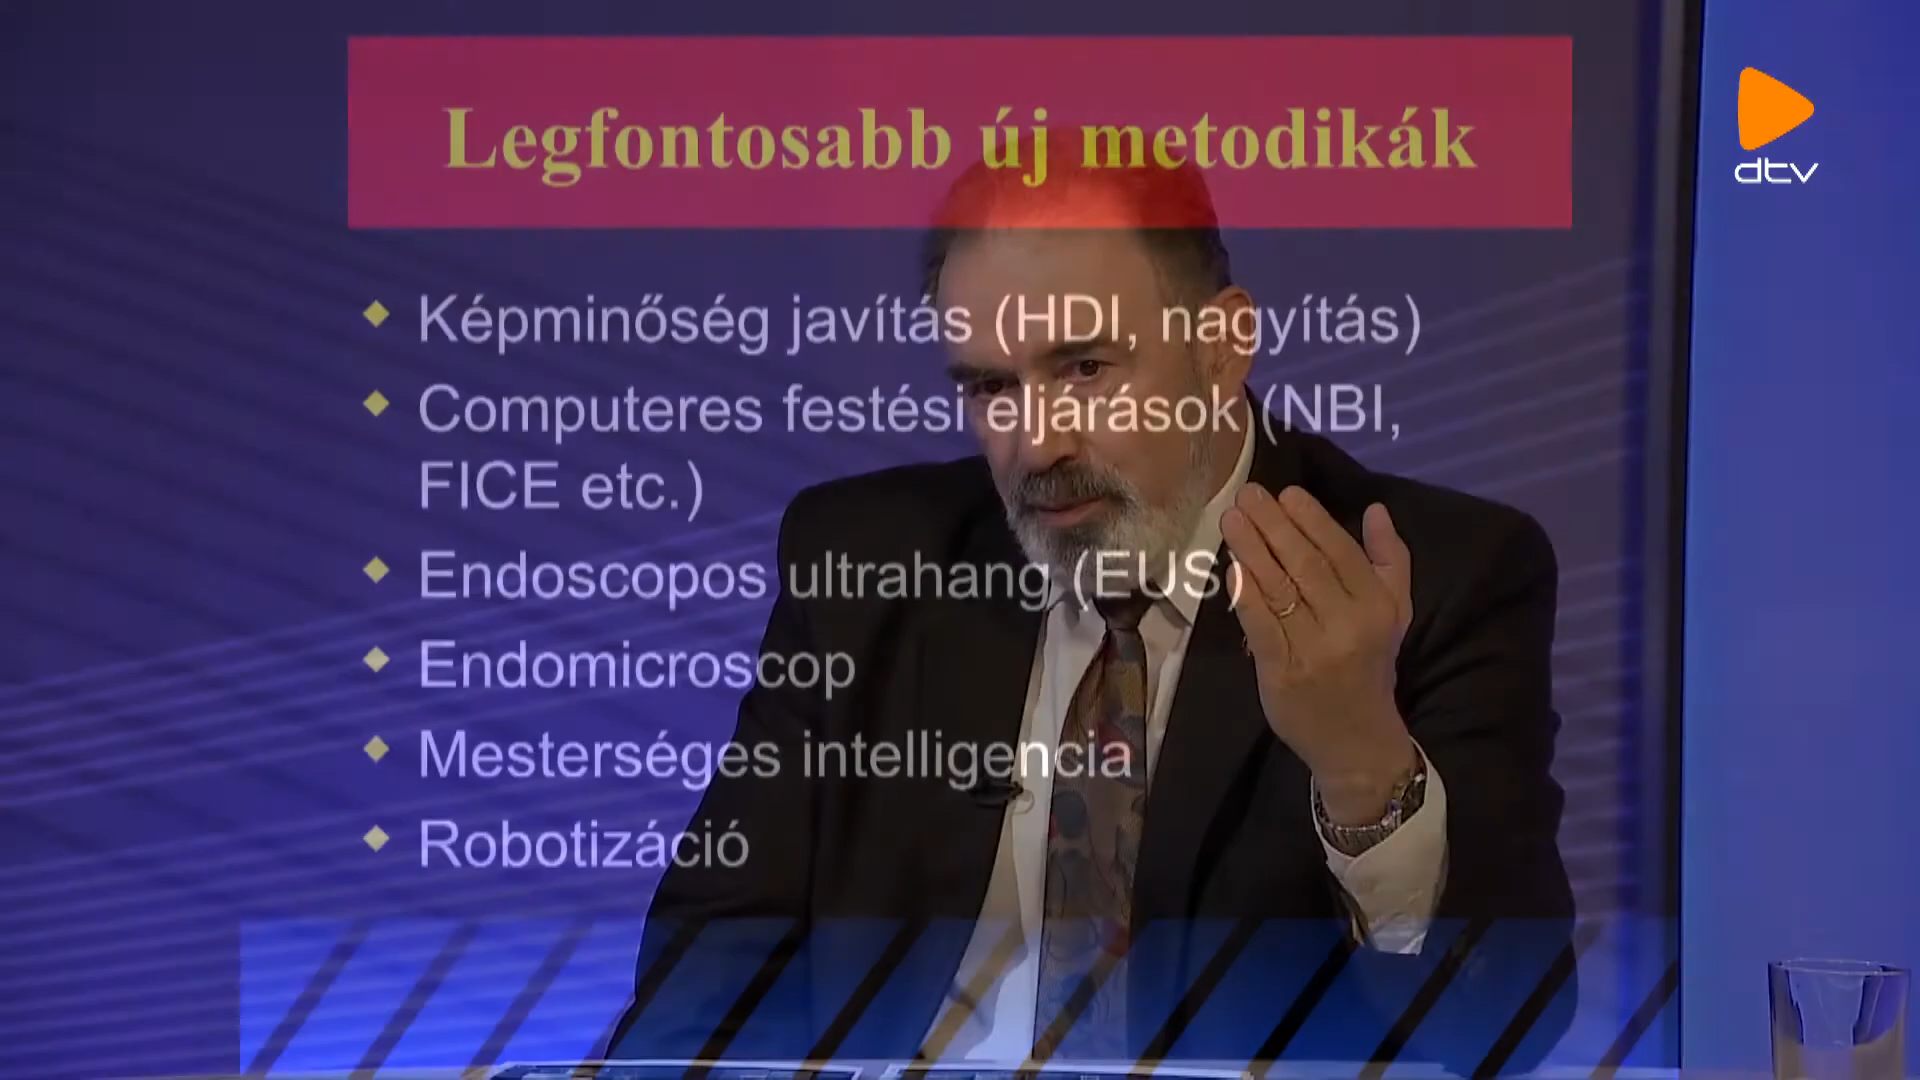 Legfontosabb új metodikák
dtv
Képminőség javítás (HDI, nagyítás)
Computeres festési eljárások (NBI,
FICE etc.)
Endoscopos ultrahang (EUS)
Endomicroscop
Mesterséges intelligencia
Robotizáció